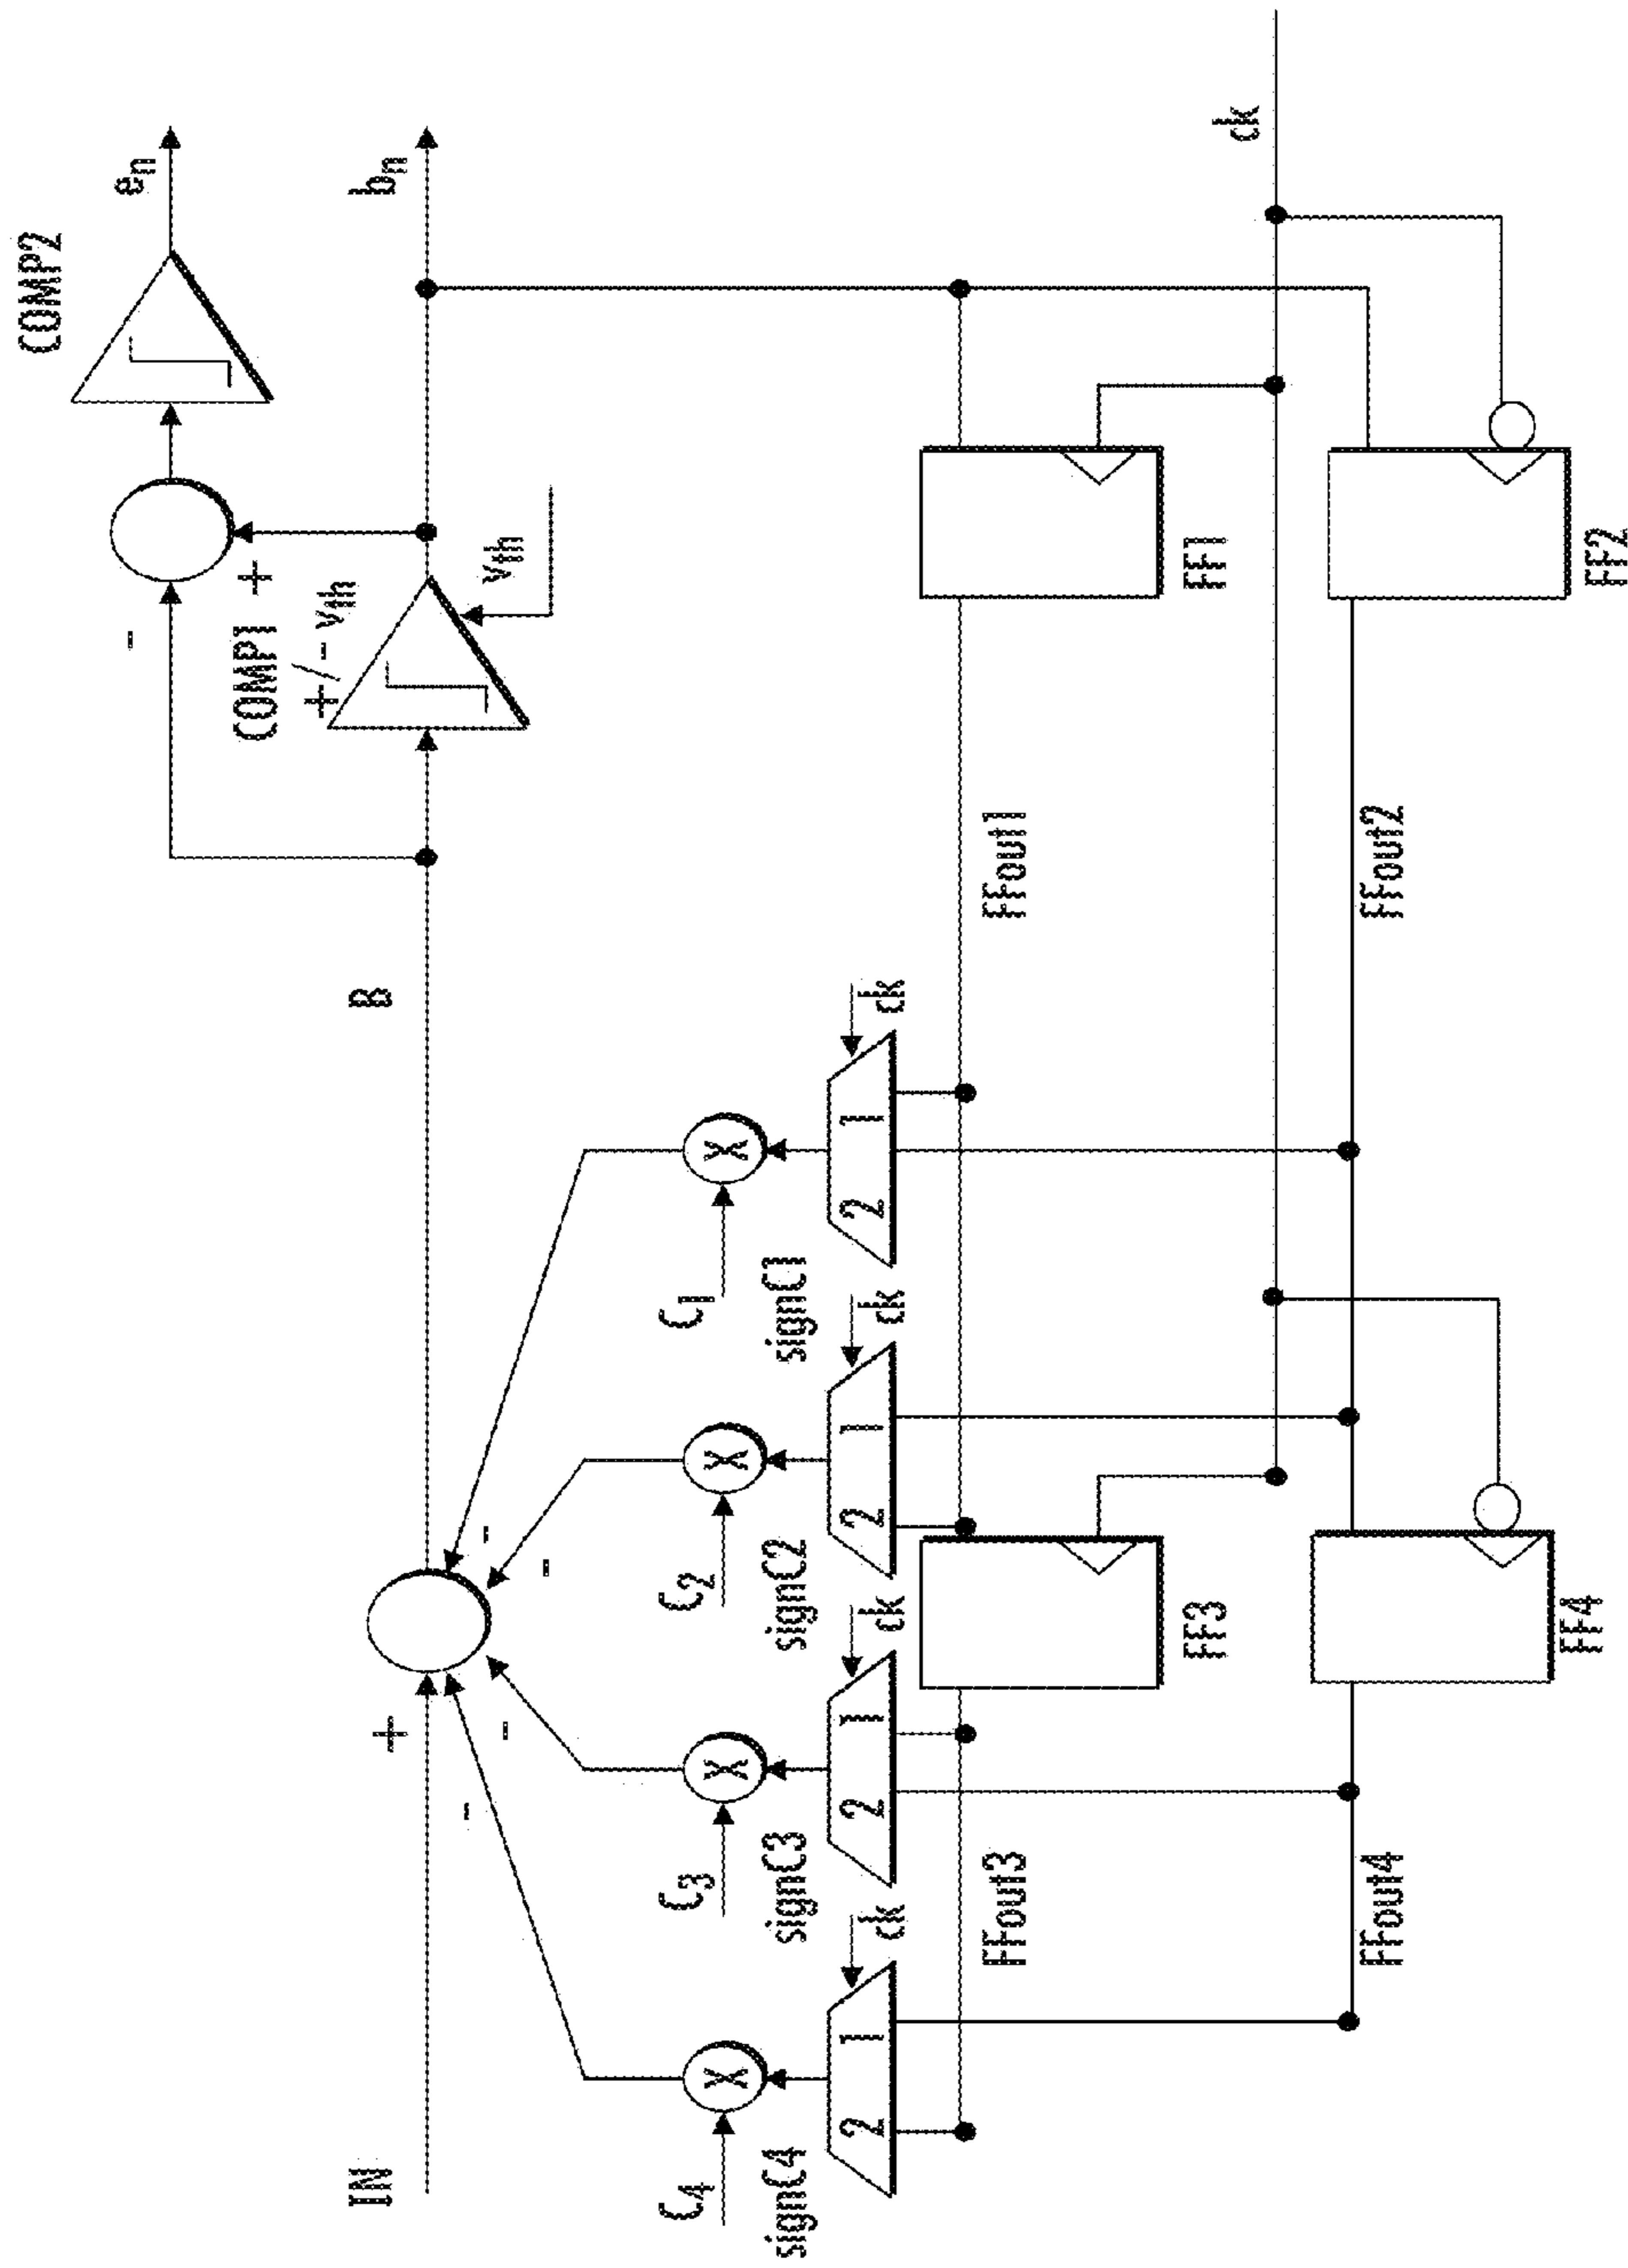 COMP2
e_n
-
+
COMP1
+/- v_th
v_th
b_n
IN
+
B
-
-
-
-
C_4
X
C_3
X
C_2
X
C_1
X
signC4
signC3
signC2
signC1
2 1
ck
2 1
ck
2 1
ck
2 1
ck
FFout3
FFout1
FF3
FF1
ck
FFout4
FFout2
FF4
FF2